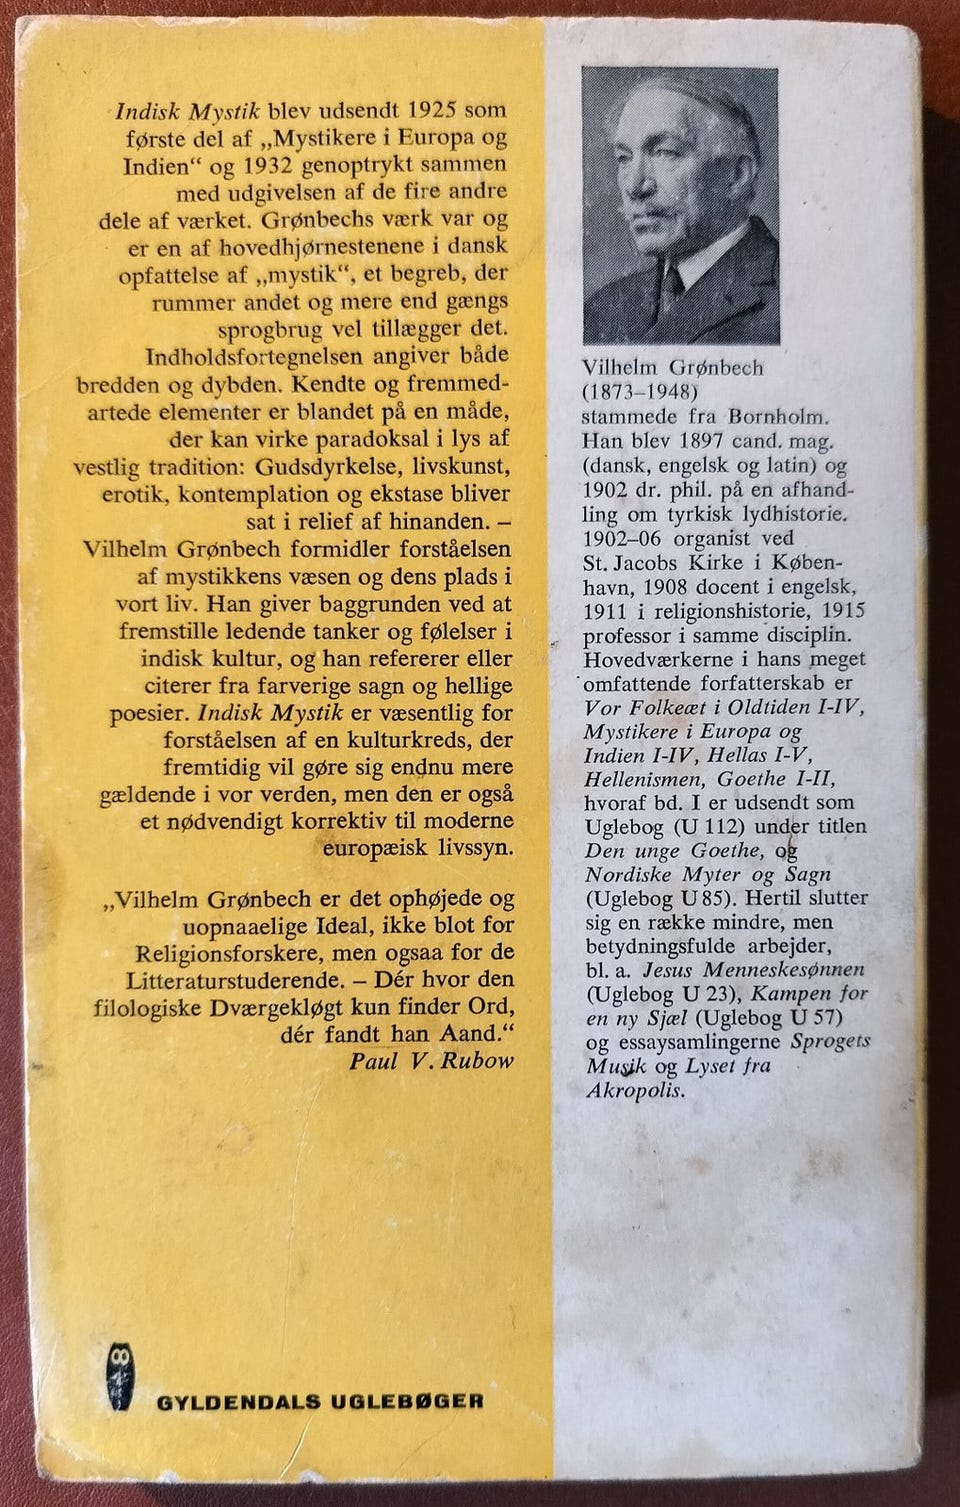 Indisk Mystik blev udsendt 1925 som
første del af „Mystikere i Europa og
Indien“ og 1932 genoptrykt sammen
med udgivelsen af de fire andre
dele af værket. Grønbechs værk var og
er en af hovedhjørnestenene i dansk
opfattelse af „mystik“, et begreb, der
rummer andet og mere end gængs
sprogbrug vel tillægger det.
Indholdsfortegnelsen angiver både
bredden og dybden. Kendte og fremmed-
artede elementer er blandet på en måde,
der kan virke paradoksal i lys af
vestlig tradition: Gudsdyrkelse, livskunst,
erotik, kontemplation og ekstase bliver
sat i relief af hinanden. –
Vilhelm Grønbech formidler forståelsen
af mystikkens væsen og dens plads i
vort liv. Han giver baggrunden ved at
fremstille ledende tanker og følelser i
indisk kultur, og han refererer eller
citerer fra farverige sagn og hellige
poesier. Indisk Mystik er væsentlig for
forståelsen af en kulturkreds, der
fremtidig vil gøre sig endnu mere
gældende i vor verden, men den er også
et nødvendigt korrektiv til moderne
europæisk livssyn.
„Vilhelm Grønbech er det ophøjede og
uopnaaelige Ideal, ikke blot for
Religionsforskere, men ogsaa for de
Litteraturstuderende. – Dér hvor den
filologiske Dværgekløgt kun finder Ord,
dér fandt han Aand.“
Paul V. Rubow
GYLDENDALS UGLEBØGER
Vilhelm Grønbech
(1873–1948)
stammede fra Bornholm.
Han blev 1897 cand. mag.
(dansk, engelsk og latin) og
1902 dr. phil. på en afhand-
ling om tyrkisk lydhistorie.
1902–06 organist ved
St. Jacobs Kirke i Køben-
havn, 1908 docent i engelsk,
1911 i religionshistorie, 1915
professor i samme disciplin.
Hovedværkerne i hans meget
omfattende forfatterskab er
Vor Folkeæt i Oldtiden I-IV,
Mystikere i Europa og
Indien I-IV, Hellas I-V,
Hellenismen, Goethe I-II,
hvoraf bd. I er udsendt som
Uglebog (U 112) under titlen
Den unge Goethe, og
Nordiske Myter og Sagn
(Uglebog U 85). Hertil slutter
sig en række mindre, men
betydningsfulde arbejder,
bl. a. Jesus Menneskesønnen
(Uglebog U 23), Kampen for
en ny Sjæl (Uglebog U 57)
og essaysamlingerne Sprogets
Musik og Lyset fra
Akropolis.